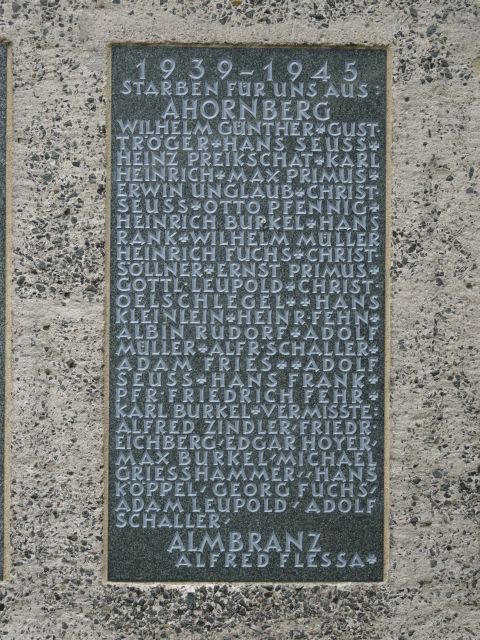 1939-1945
STARBEN FÜR UNS AUS:
AHORNBERG
WILHELM GÜNTHER*GUST
TRÖGER*HANS SEUSS*
HEINZ PREIKSCHAT*KARL
HEINRICH*MAX PRIMUS*
ERWIN UNGLAUB*CHRIST
SEUSS*OTTO PFENNIG*
HEINRICH BURKEL*HANS
RANK*WILHELM MÜLLER
HEINRICH FUCHS*CHRIST
SÖLLNER*ERNST PRIMUS*
GOTTL·LEUPOLD*CHRIST·
OELSCHLEGEL**HANS
KLEINLEIN*HEINR·FEHN*
ALBIN RUDORF*ADOLF
MÜLLER*ALFR·SCHALLER*
ADAM FRIES*ADOLF
SEUSS*HANS FRANK*
PFR·FRIEDRICH FEHR*
KARL BURKEL*VERMISSTE:
ALFRED ZINDLER'FRIEDR
EICHBERG'EDGAR HOYER'
MAX BURKEL'MICHAEL
GRIESSHAMMER''HANS
KÖPPEL'GEORG FUCHS'
ADAM LEUPOLD'ADOLF
SCHALLER'
ALMBRANZ
ALFRED FLESSA*